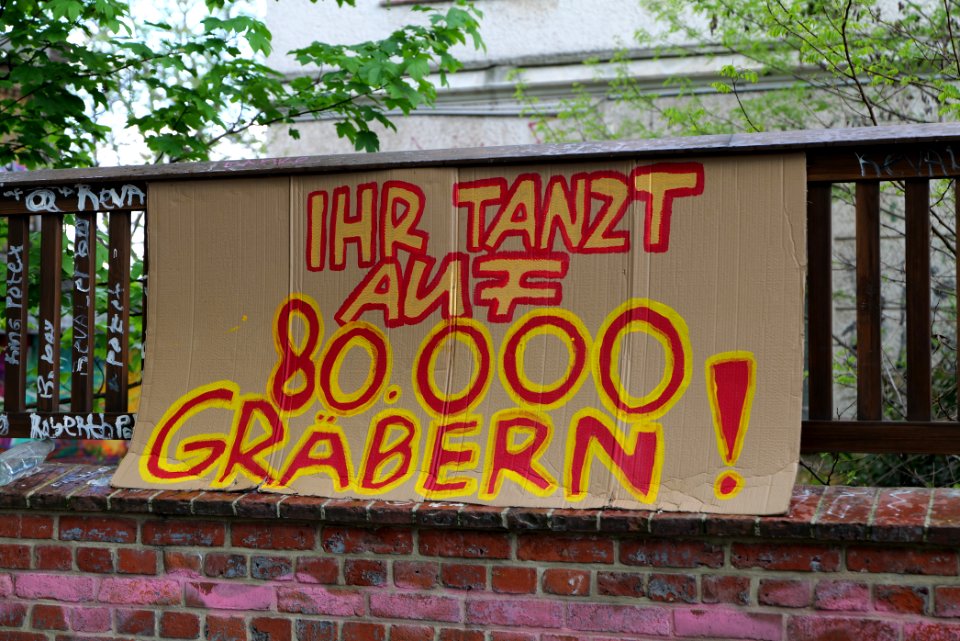 IHR TANZT
AUF
80.000
GRÄBERN!